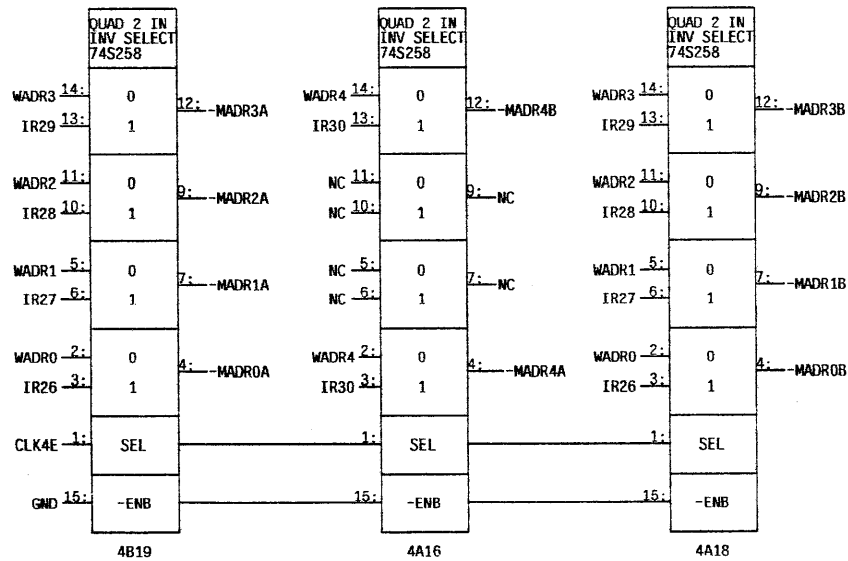 QUAD 2 IN QUAD 2 IN QUAD 2 IN
INV SELECT INV SELECT INV SELECT
74S258 74S258 74S258
WADR3 14: 0 12: -MADR3A WADR4 14: 0 12: -MADR4B WADR3 14: 0 12: -MADR3B
IR29 13: 1 IR30 13: 1 IR29 13: 1
WADR2 11: 0 9: -MADR2A NC 11: 0 9: NC WADR2 11: 0 9: -MADR2B
IR28 10: 1 NC 10: 1 IR28 10: 1
WADR1 5: 0 7: -MADR1A NC 5: 0 7: NC WADR1 5: 0 7: -MADR1B
IR27 6: 1 NC 6: 1 IR27 6: 1
WADR0 2: 0 4: -MADR0A WADR4 2: 0 4: -MADR4A WADR0 2: 0 4: -MADR0B
IR26 3: 1 IR30 3: 1 IR26 3: 1
CLK4E 1: SEL 1: SEL 1: SEL
GND 15: -ENB 15: -ENB 15: -ENB
4B19 4A16 4A18